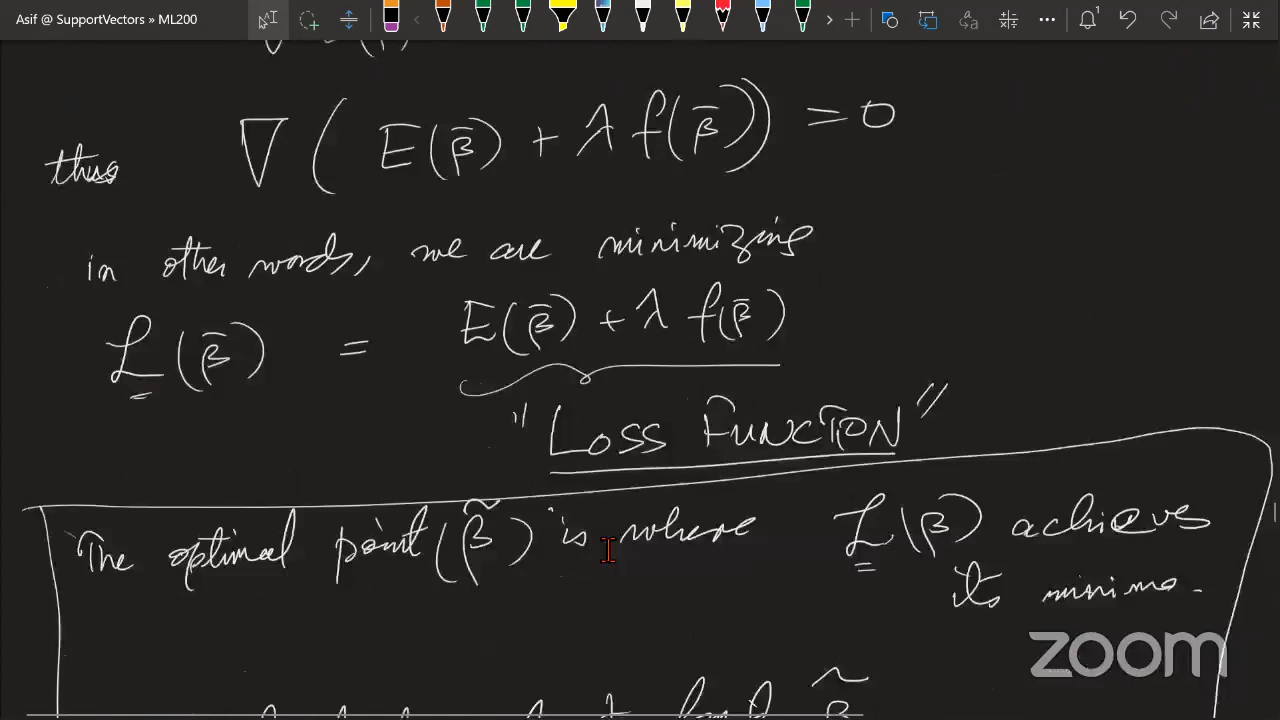 Asif @ SupportVectors » ML200
thus ∇ ( E(β̄) + λ f(β̄)) = 0
in other words, we are minimizing
L(β̄) = E(β̄) + λ f(β̄)
"LOSS FUNCTION"
The optimal point (β̃) is where L(β) achieves
its minima.
zoom